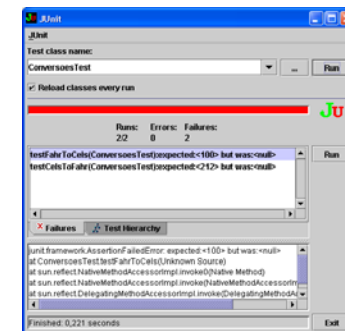 JUnit
JUnit
Test class name:
ConversoesTest
...
Run
Reload classes every run
JU
Runs: Errors: Failures:
2/2 0 2
testFahrToCels(ConversoesTest):expected:<100> but was:<null>
Run
testCelsToFahr(ConversoesTest):expected:<212> but was:<null>
Failures
Test Hierarchy
junit.framework.AssertionFailedError: expected:<100> but was:<null>
at ConversoesTest.testFahrToCels(Unknown Source)
at sun.reflect.NativeMethodAccessorImpl.invoke0(Native Method)
at sun.reflect.NativeMethodAccessorImpl.invoke(NativeMethodAccessorIm
at sun.reflect.DelegatingMethodAccessorImpl.invoke(DelegatingMethodAc
Finished: 0,221 seconds
Exit